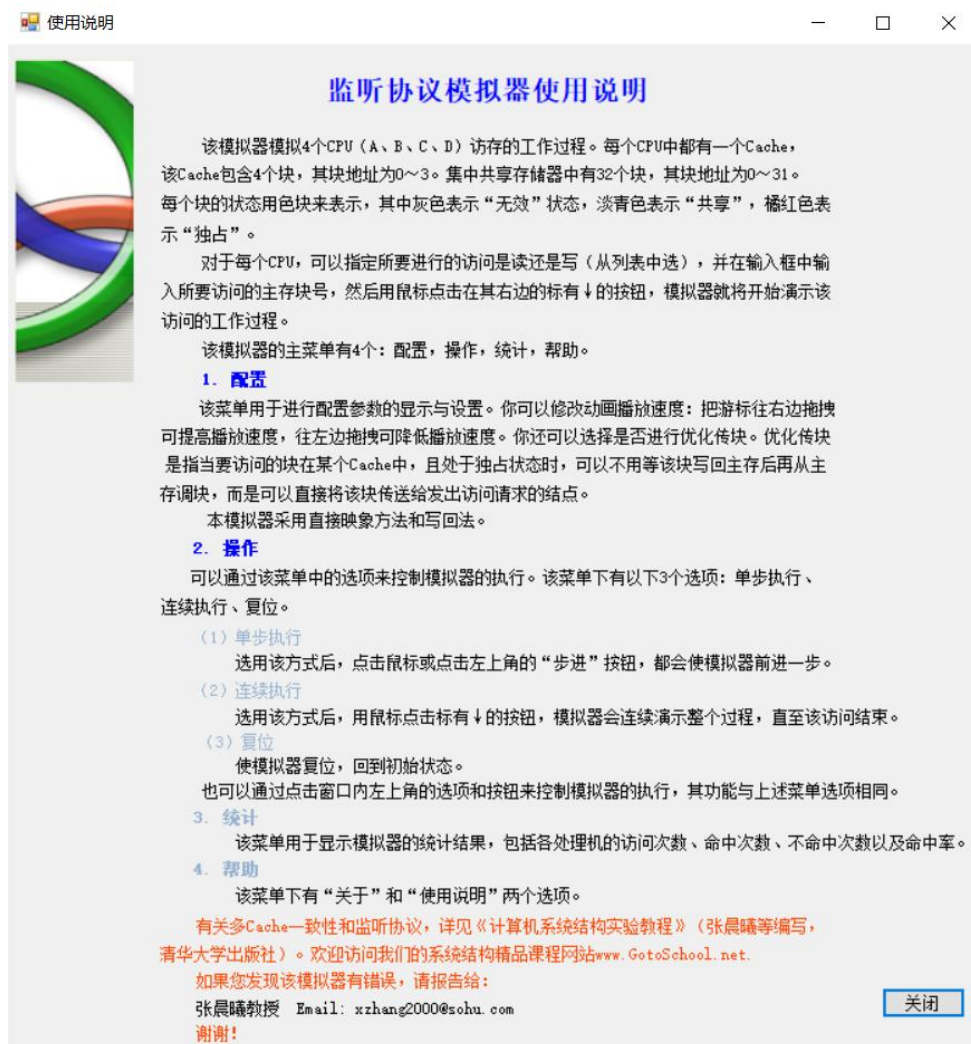 使用说明
监听协议模拟器使用说明
该模拟器模拟4个CPU（A、B、C、D）访存的工作过程。每个CPU中都有一个Cache，
该Cache包含4个块，其块地址为0～3。集中共享存储器中有32个块，其块地址为0～31。
每个块的状态用色块来表示，其中灰色表示“无效”状态，淡青色表示“共享”，橘红色表
示“独占”。
对于每个CPU，可以指定所要进行的访问是读还是写（从列表中选），并在输入框中输
入所要访问的主存块号，然后用鼠标点击在其右边的标有↓的按钮，模拟器就将开始演示该
访问的工作过程。
该模拟器的主菜单有4个：配置，操作，统计，帮助。
1. 配置
该菜单用于进行配置参数的显示与设置。你可以修改动画播放速度：把游标往右边拖拽
可提高播放速度，往左边拖拽可降低播放速度。你还可以选择是否进行优化传块。优化传块
是指当要访问的块在某个Cache中，且处于独占状态时，可以不用等该块写回主存后再从主
存调块，而是可以直接将该块传送给发出访问请求的结点。
本模拟器采用直接映象方法和写回法。
2. 操作
可以通过该菜单中的选项来控制模拟器的执行。该菜单下有以下3个选项：单步执行、
连续执行、复位。
（1）单步执行
选用该方式后，点击鼠标或点击左上角的“步进”按钮，都会使模拟器前进一步。
（2）连续执行
选用该方式后，用鼠标点击标有↓的按钮，模拟器会连续演示整个过程，直至该访问结束。
（3）复位
使模拟器复位，回到初始状态。
也可以通过点击窗口内左上角的选项和按钮来控制模拟器的执行，其功能与上述菜单选项相同。
3. 统计
该菜单用于显示模拟器的统计结果，包括各处理机的访问次数、命中次数、不命中次数以及命中率。
4. 帮助
该菜单下有“关于”和“使用说明”两个选项。
有关多Cache一致性和监听协议，详见《计算机系统结构实验教程》（张晨曦等编写，
清华大学出版社）。欢迎访问我们的系统结构精品课程网站www.GotoSchool.net.
如果您发现该模拟器有错误，请报告给：
张晨曦教授 Email: xzhang2000@sohu.com
关闭
谢谢！